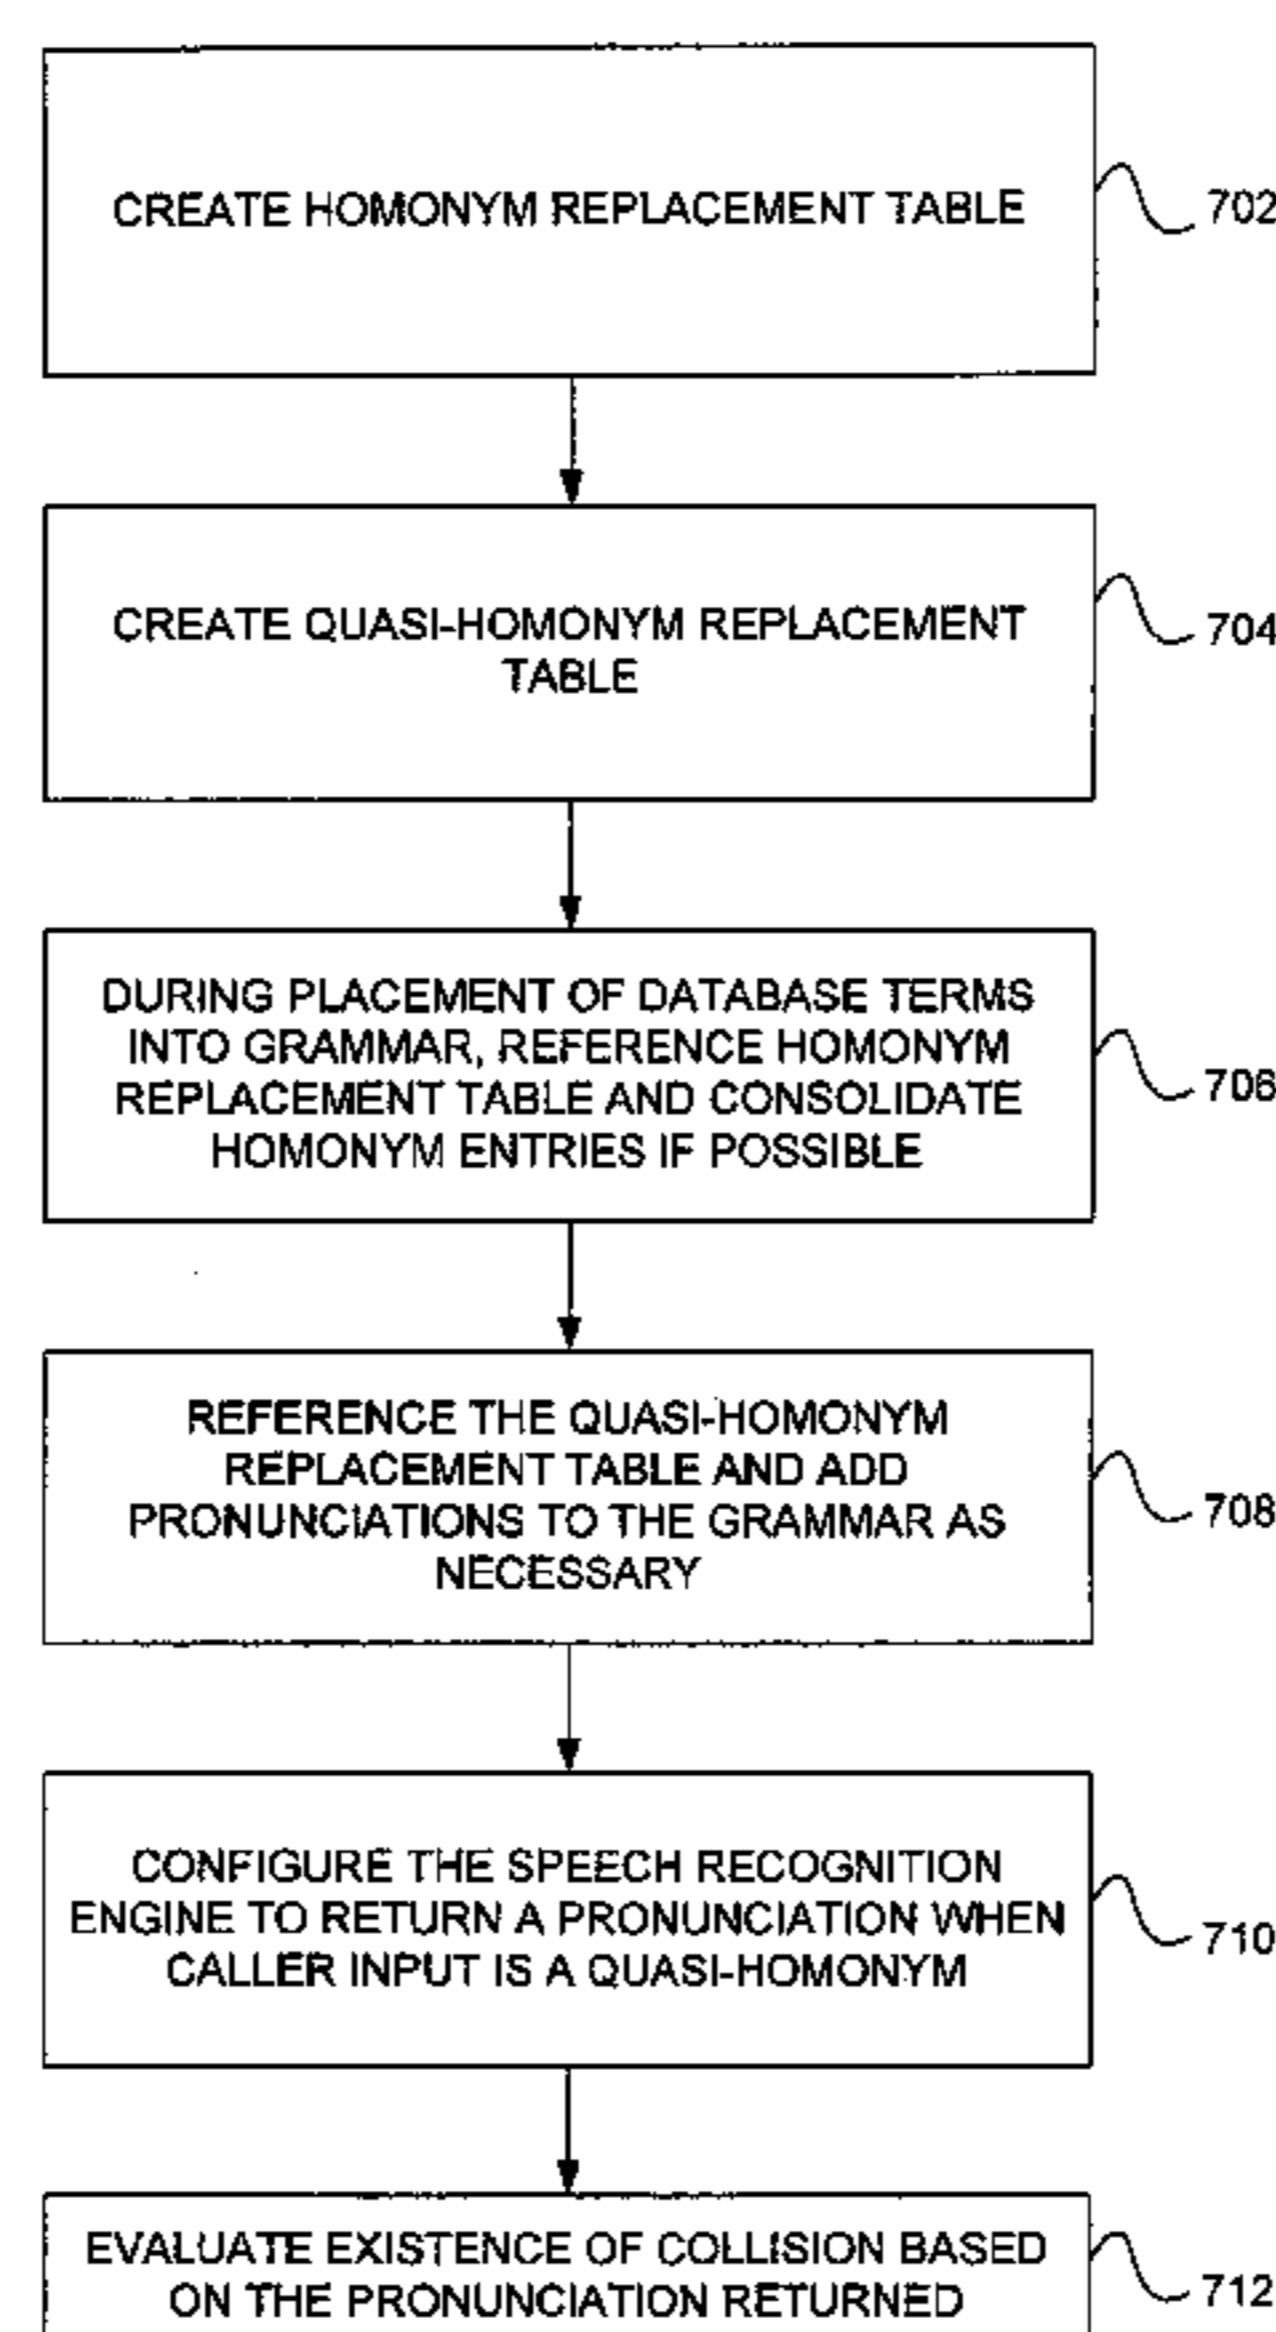 CREATE HOMONYM REPLACEMENT TABLE
702
CREATE QUASI-HOMONYM REPLACEMENT
TABLE
704
DURING PLACEMENT OF DATABASE TERMS
INTO GRAMMAR, REFERENCE HOMONYM
REPLACEMENT TABLE AND CONSOLIDATE
HOMONYM ENTRIES IF POSSIBLE
706
REFERENCE THE QUASI-HOMONYM
REPLACEMENT TABLE AND ADD
PRONUNCIATIONS TO THE GRAMMAR AS
NECESSARY
708
CONFIGURE THE SPEECH RECOGNITION
ENGINE TO RETURN A PRONUNCIATION WHEN
CALLER INPUT IS A QUASI-HOMONYM
710
EVALUATE EXISTENCE OF COLLISION BASED
ON THE PRONUNCIATION RETURNED
712